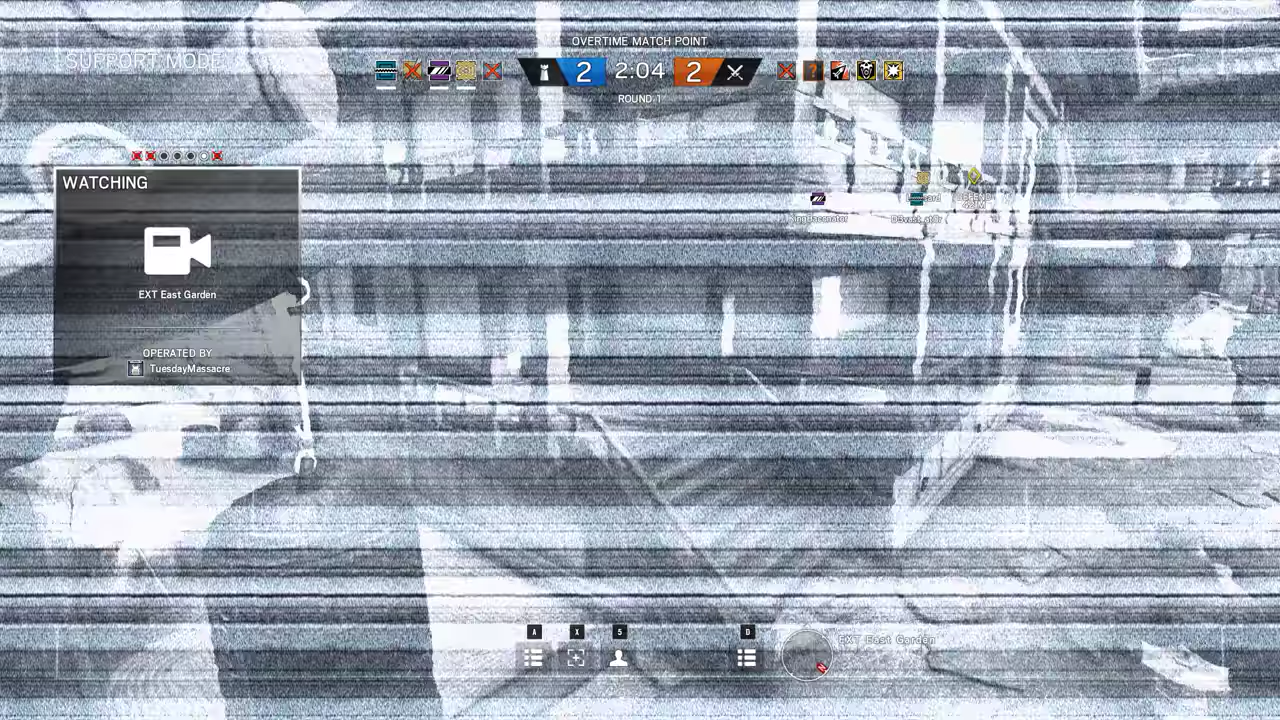 OVERTIME MATCH POINT
SUPPORT MODE
2 2:04 2
?
ROUND 1
WATCHING
EXT East Garden
OPERATED BY
TuesdayMassacre
A X 5 D
EXT East Garden